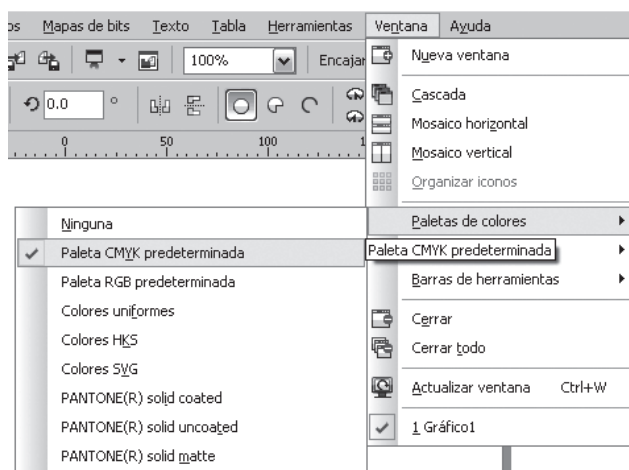 os Mapas de bits Texto Tabla Herramientas Ventana Ayuda
100% Encajar
0.0 °
0 50 100 1
Nueva ventana
Cascada
Mosaico horizontal
Mosaico vertical
Organizar iconos
Paletas de colores
Paleta CMYK predeterminada
Barras de herramientas
Cerrar
Cerrar todo
Actualizar ventana Ctrl+W
1 Gráfico1
Ninguna
Paleta CMYK predeterminada
Paleta RGB predeterminada
Colores uniformes
Colores HKS
Colores SVG
PANTONE(R) solid coated
PANTONE(R) solid uncoated
PANTONE(R) solid matte